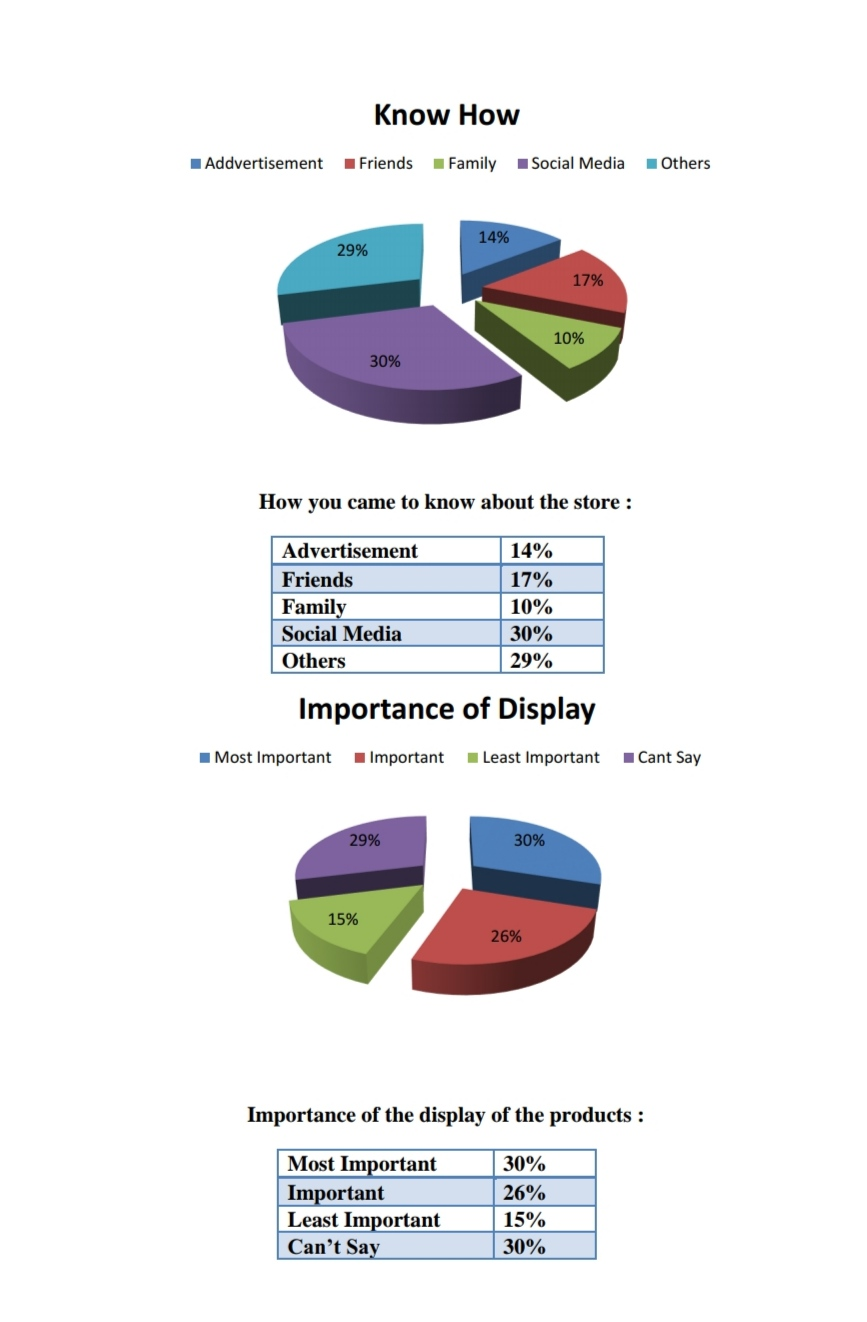 Know How
Addvertisement Friends Family Social Media Others
14%
29%
17%
10%
30%
How you came to know about the store :
Advertisement 14%
Friends 17%
Family 10%
Social Media 30%
Others 29%
Importance of Display
Most Important Important Least Important Cant Say
29% 30%
15%
26%
Importance of the display of the products :
Most Important 30%
Important 26%
Least Important 15%
Can’t Say 30%